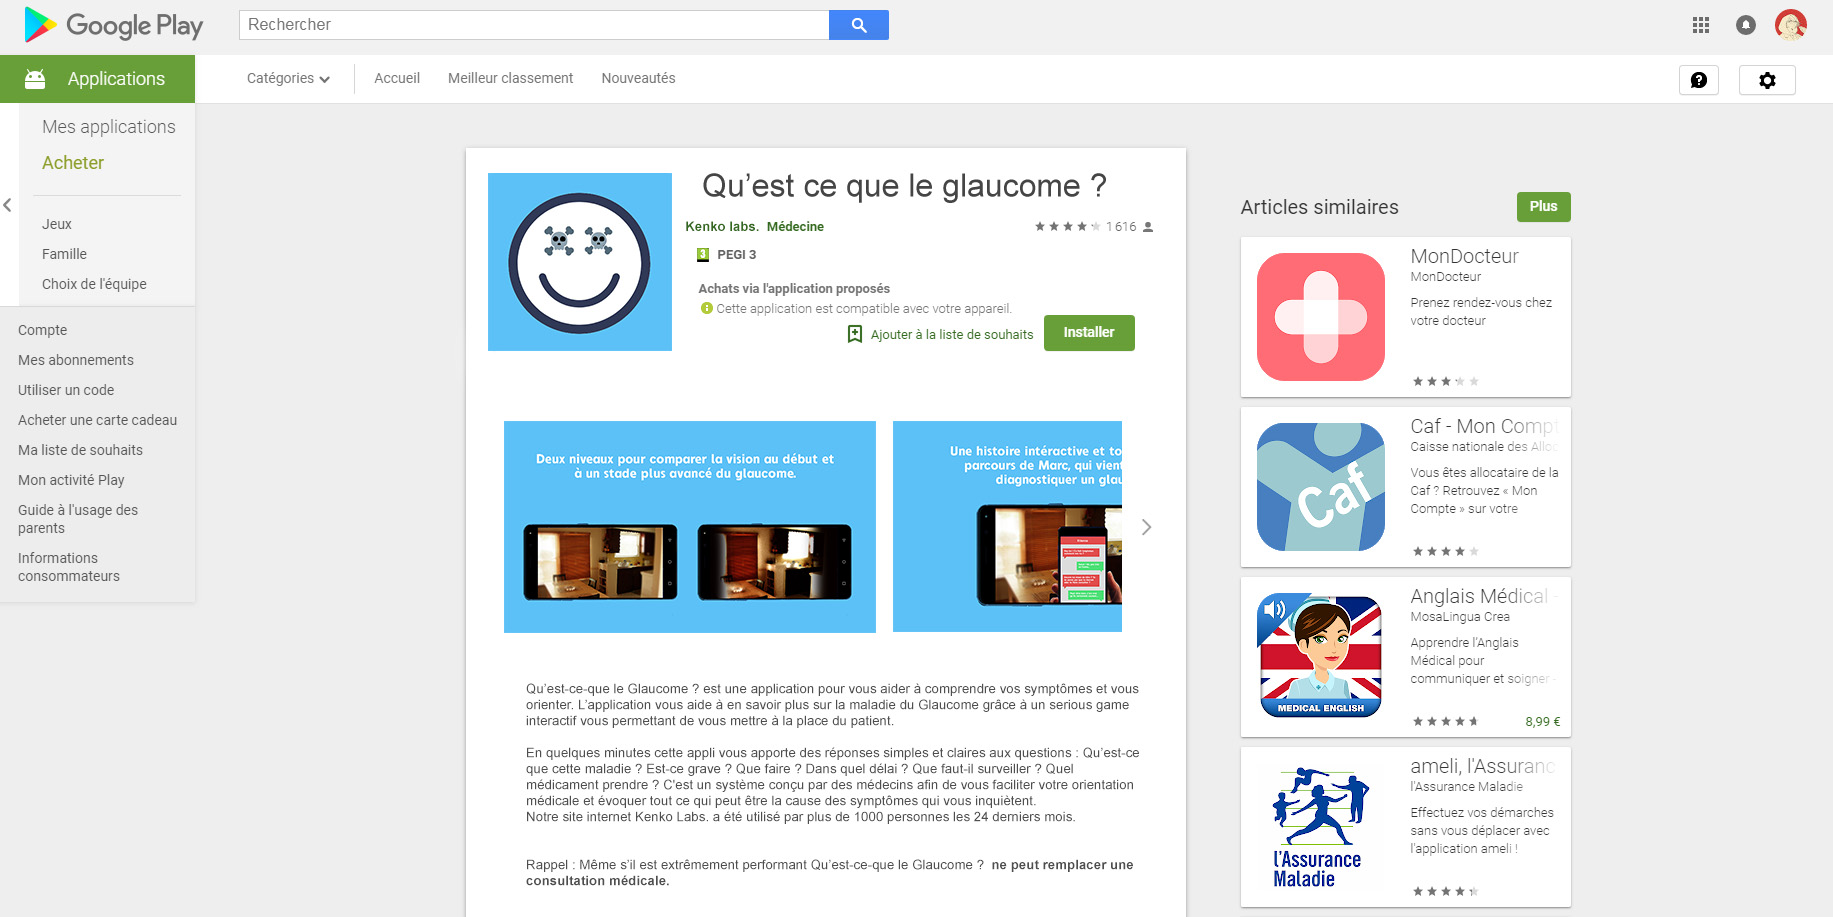 Google Play
Rechercher
Applications
Catégories
Accueil
Meilleur classement
Nouveautés
Mes applications
Acheter
Jeux
Famille
Choix de l'équipe
Compte
Mes abonnements
Utiliser un code
Acheter une carte cadeau
Ma liste de souhaits
Mon activité Play
Guide à l'usage des
parents
Informations
consommateurs
Qu’est ce que le glaucome ?
Kenko labs. Médecine
1 616
3 PEGI 3
Achats via l'application proposés
Cette application est compatible avec votre appareil.
Ajouter à la liste de souhaits
Installer
Deux niveaux pour comparer la vision au début et
à un stade plus avancé du glaucome.
Une histoire intéractive et to
parcours de Marc, qui vient
diagnostiquer un glau
Qu’est-ce-que le Glaucome ? est une application pour vous aider à comprendre vos symptômes et vous
orienter. L’application vous aide à en savoir plus sur la maladie du Glaucome grâce à un serious game
interactif vous permettant de vous mettre à la place du patient.
En quelques minutes cette appli vous apporte des réponses simples et claires aux questions : Qu’est-ce
que cette maladie ? Est-ce grave ? Que faire ? Dans quel délai ? Que faut-il surveiller ? Quel
médicament prendre ? C'est un système conçu par des médecins afin de vous faciliter votre orientation
médicale et évoquer tout ce qui peut être la cause des symptômes qui vous inquiètent.
Notre site internet Kenko Labs. a été utilisé par plus de 1000 personnes les 24 derniers mois.
Rappel : Même s’il est extrêmement performant Qu’est-ce-que le Glaucome ? ne peut remplacer une
consultation médicale.
Articles similaires
Plus
MonDocteur
MonDocteur
Prenez rendez-vous chez
votre docteur
Caf
Caf - Mon Compt
Caisse nationale des Alloc
Vous êtes allocataire de la
Caf ? Retrouvez « Mon
Compte » sur votre
MEDICAL ENGLISH
Anglais Médical -
MosaLingua Crea
Apprendre l’Anglais
Médical pour
communiquer et soigner -
8,99 €
l'Assurance
Maladie
ameli, l'Assuranc
l'Assurance Maladie
Effectuez vos démarches
sans vous déplacer avec
l'application ameli !